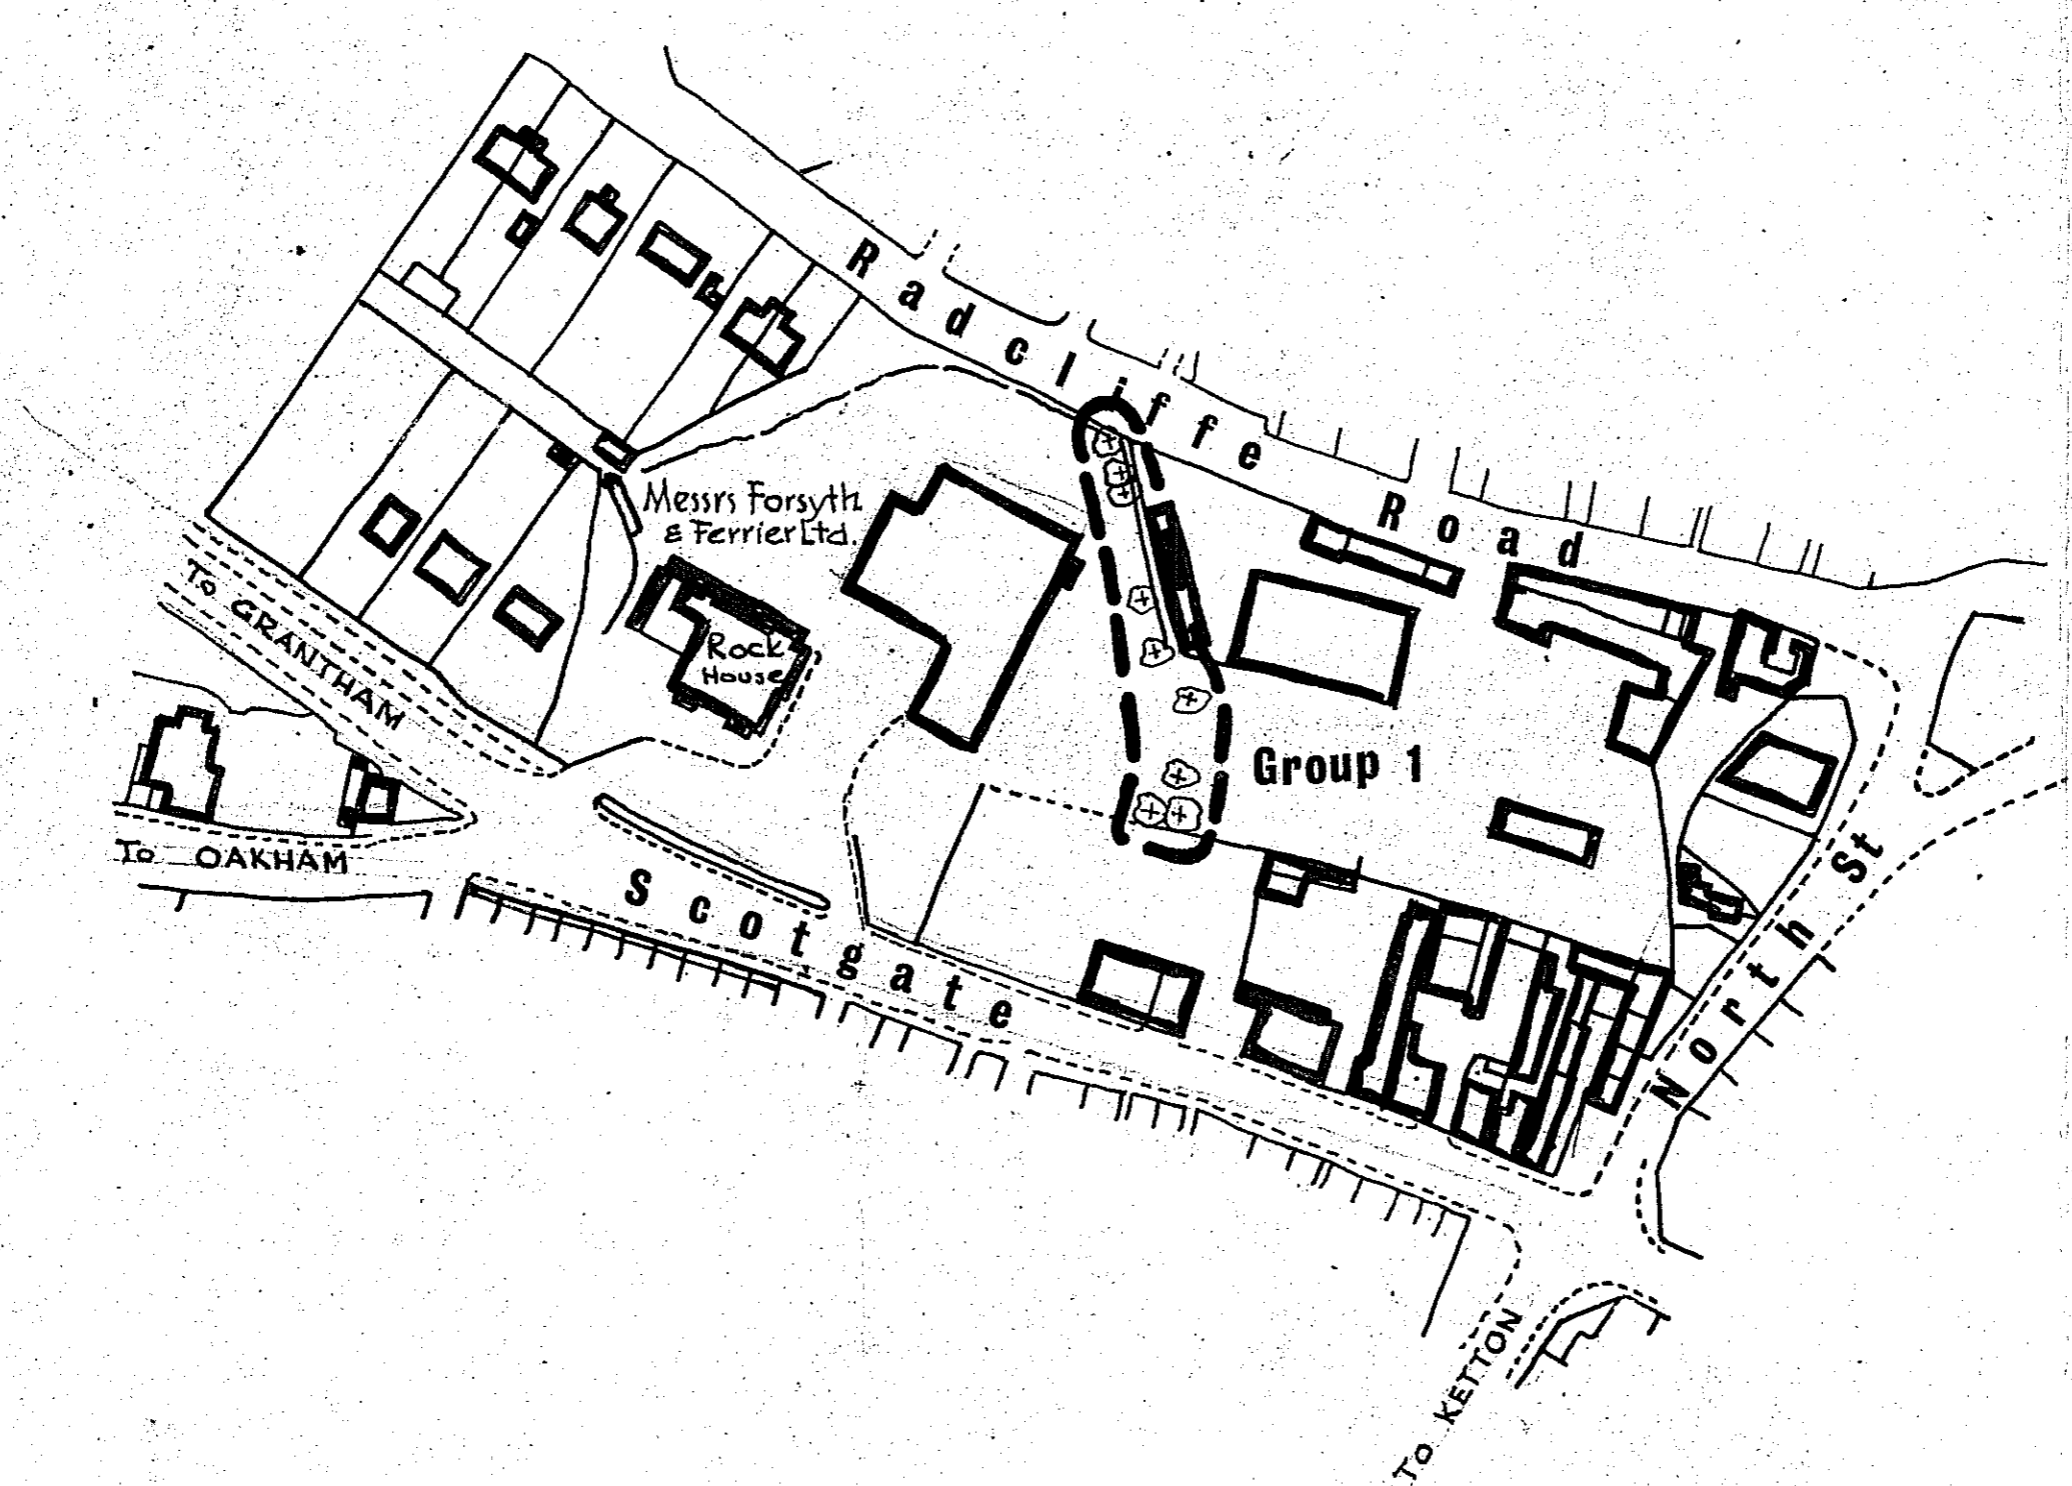 Radcliffe Road
Messrs Forsyth
& Ferrier Ltd.
Rock
House
To GRANTHAM
Group 1
To OAKHAM
Scotgate
North St
To KETTON